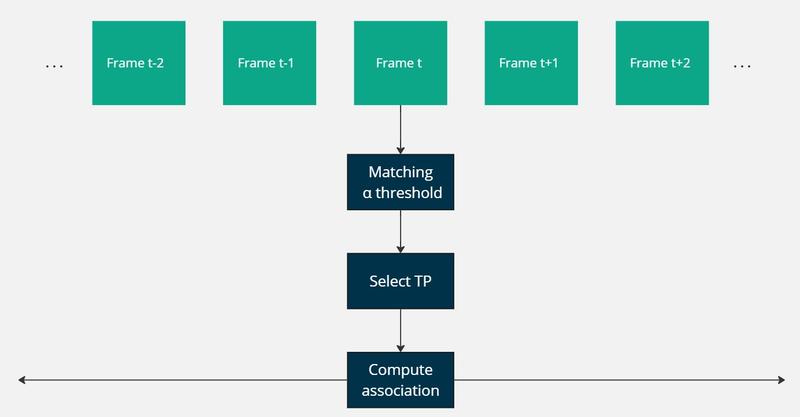 ... Frame t-2 Frame t-1 Frame t Frame t+1 Frame t+2 ...
Matching
α threshold
Select TP
Compute
association